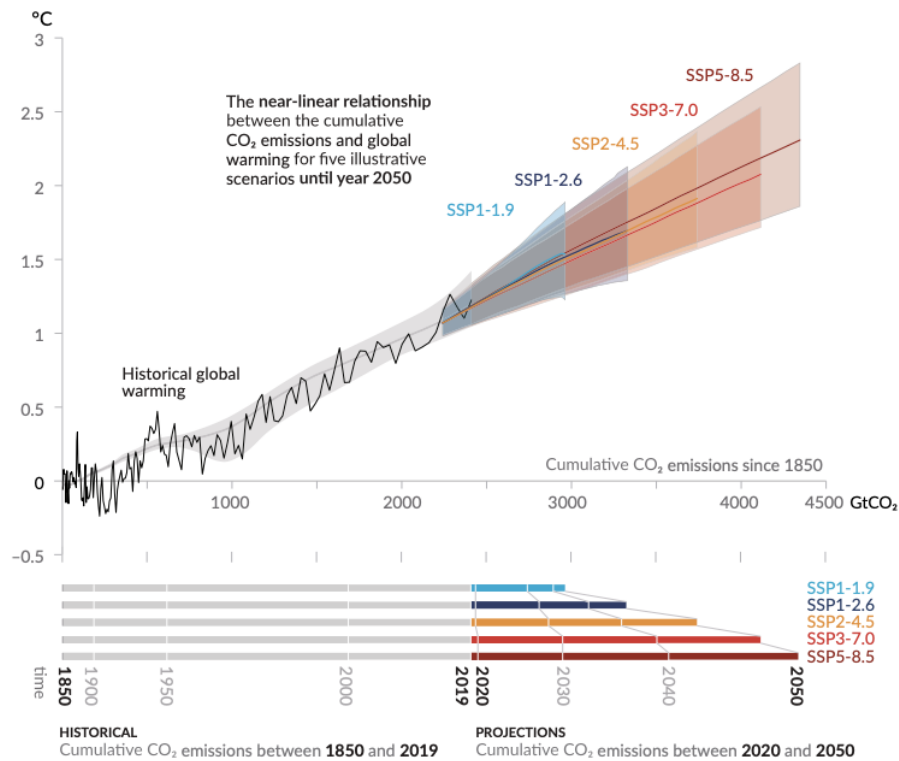 °C
3
SSP5-8.5
2.5
The near-linear relationship
between the cumulative
CO₂ emissions and global
warming for five illustrative
scenarios until year 2050
SSP3-7.0
SSP2-4.5
2
SSP1-2.6
SSP1-1.9
1.5
1
Historical global
warming
0.5
Cumulative CO₂ emissions since 1850
0
1000
2000
3000
4000
4500 GtCO₂
−0.5
SSP1-1.9
SSP1-2.6
SSP2-4.5
SSP3-7.0
SSP5-8.5
time
1850
1900
1950
2000
2019
2020
2030
2040
2050
HISTORICAL
Cumulative CO₂ emissions between 1850 and 2019
PROJECTIONS
Cumulative CO₂ emissions between 2020 and 2050